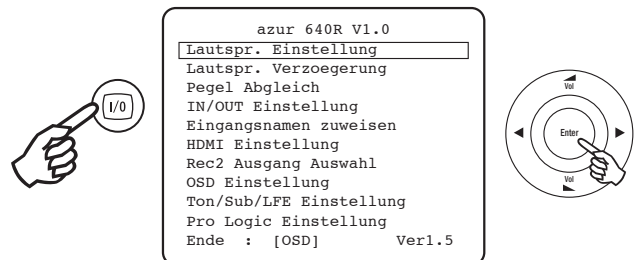 azur 640R V1.0
Lautspr. Einstellung
Lautspr. Verzoegerung
Pegel Abgleich
IN/OUT Einstellung
Eingangsnamen zuweisen
HDMI Einstellung
Rec2 Ausgang Auswahl
OSD Einstellung
Ton/Sub/LFE Einstellung
Pro Logic Einstellung
Ende : [OSD] Ver1.5
I/0
Vol
Enter
Vol